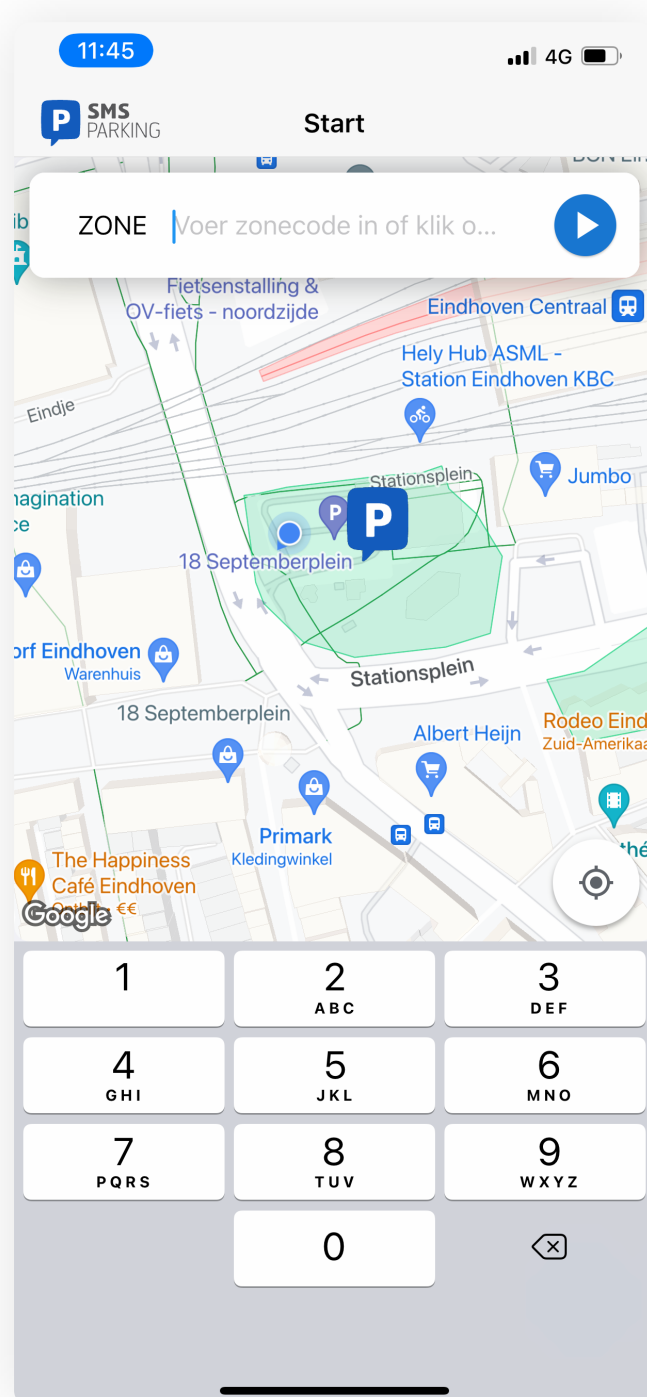 11:45
4G
P SMS
PARKING
Start
ZONE Voer zonecode in of klik o...
Fietsenstalling &
OV-fiets - noordzijde
Eindhoven Centraal
Hely Hub ASML -
Station Eindhoven KBC
Eindje
Stationsplein
Jumbo
P
P
18 Septemberplein
Eindhoven
Warenhuis
Stationsplein
18 Septemberplein
Albert Heijn
Rodeo
Primark
Kledingwinkel
The Happiness
Café Eindhoven
€€
Google
1
2
ABC
3
DEF
4
GHI
5
JKL
6
MNO
7
PQRS
8
TUV
9
WXYZ
0